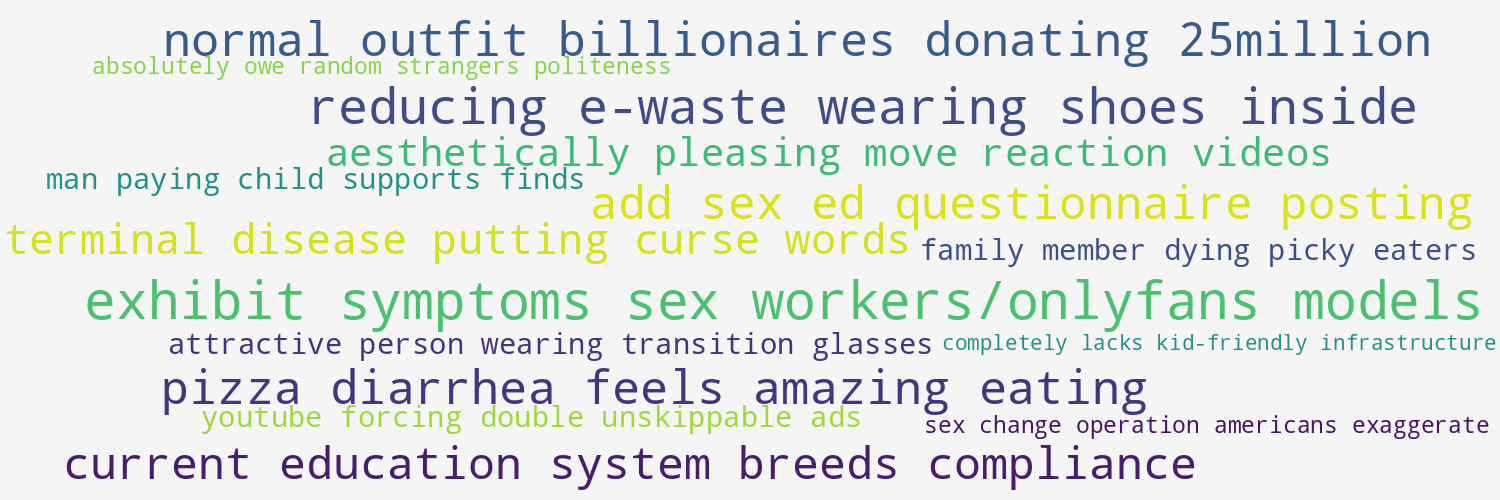 normal outfit billionaires donating 25million
absolutely owe random strangers politeness
reducing e-waste wearing shoes inside
aesthetically pleasing move reaction videos
man paying child supports finds
add sex ed questionnaire posting
terminal disease putting curse words
family member dying picky eaters
exhibit symptoms sex workers/onlyfans models
attractive person wearing transition glasses
completely lacks kid-friendly infrastructure
pizza diarrhea feels amazing eating
youtube forcing double unskippable ads
sex change operation americans exaggerate
current education system breeds compliance